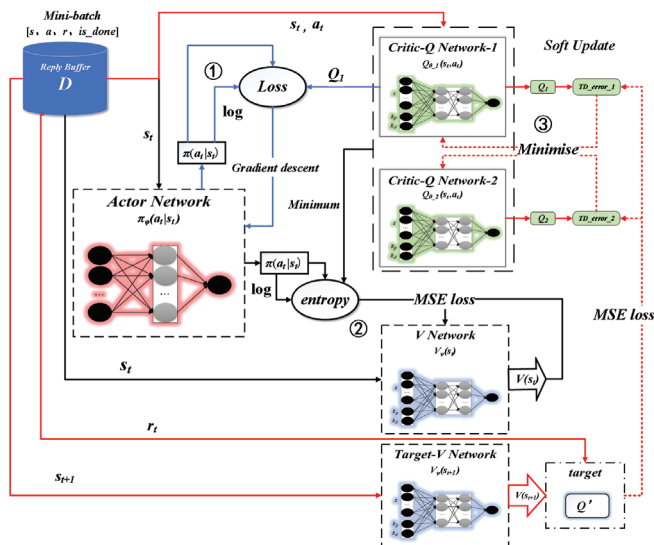 Mini-batch
[s, a, r, is_done]
Reply Buffer
D
s_t , a_t
①
Loss
Q_1
log
π(a_t|s_t)
s_t
Gradient descent
Actor Network
π_φ(a_t|s_t)
...
...
Critic-Q Network-1
Q_θ_1(s_t,a_t)
Soft Update
Q_1
TD_error_1
③
Minimise
Critic-Q Network-2
Q_θ_2(s_t,a_t)
Q_2
TD_error_2
Minimum
π(a_t|s_t)
log
entropy
②
MSE loss
MSE loss
V Network
V_ψ(s_t)
V(s_t)
s_t
r_t
s_t+1
Target-V Network
V_ψ(s_t+1)
V(s_t+1)
target
Q'